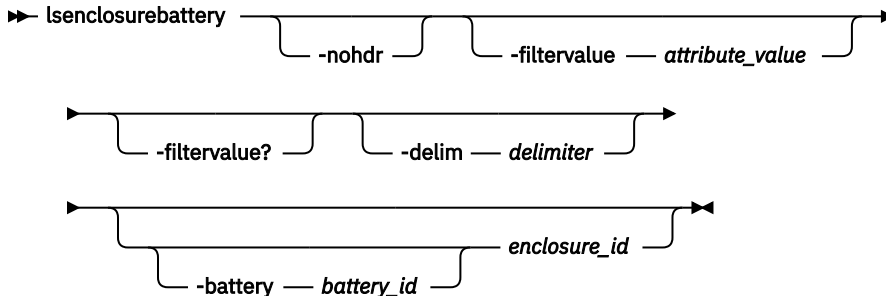 lsenclosurebattery
-nohdr -filtervalue attribute_value
-filtervalue? -delim delimiter
enclosure_id
-battery battery_id